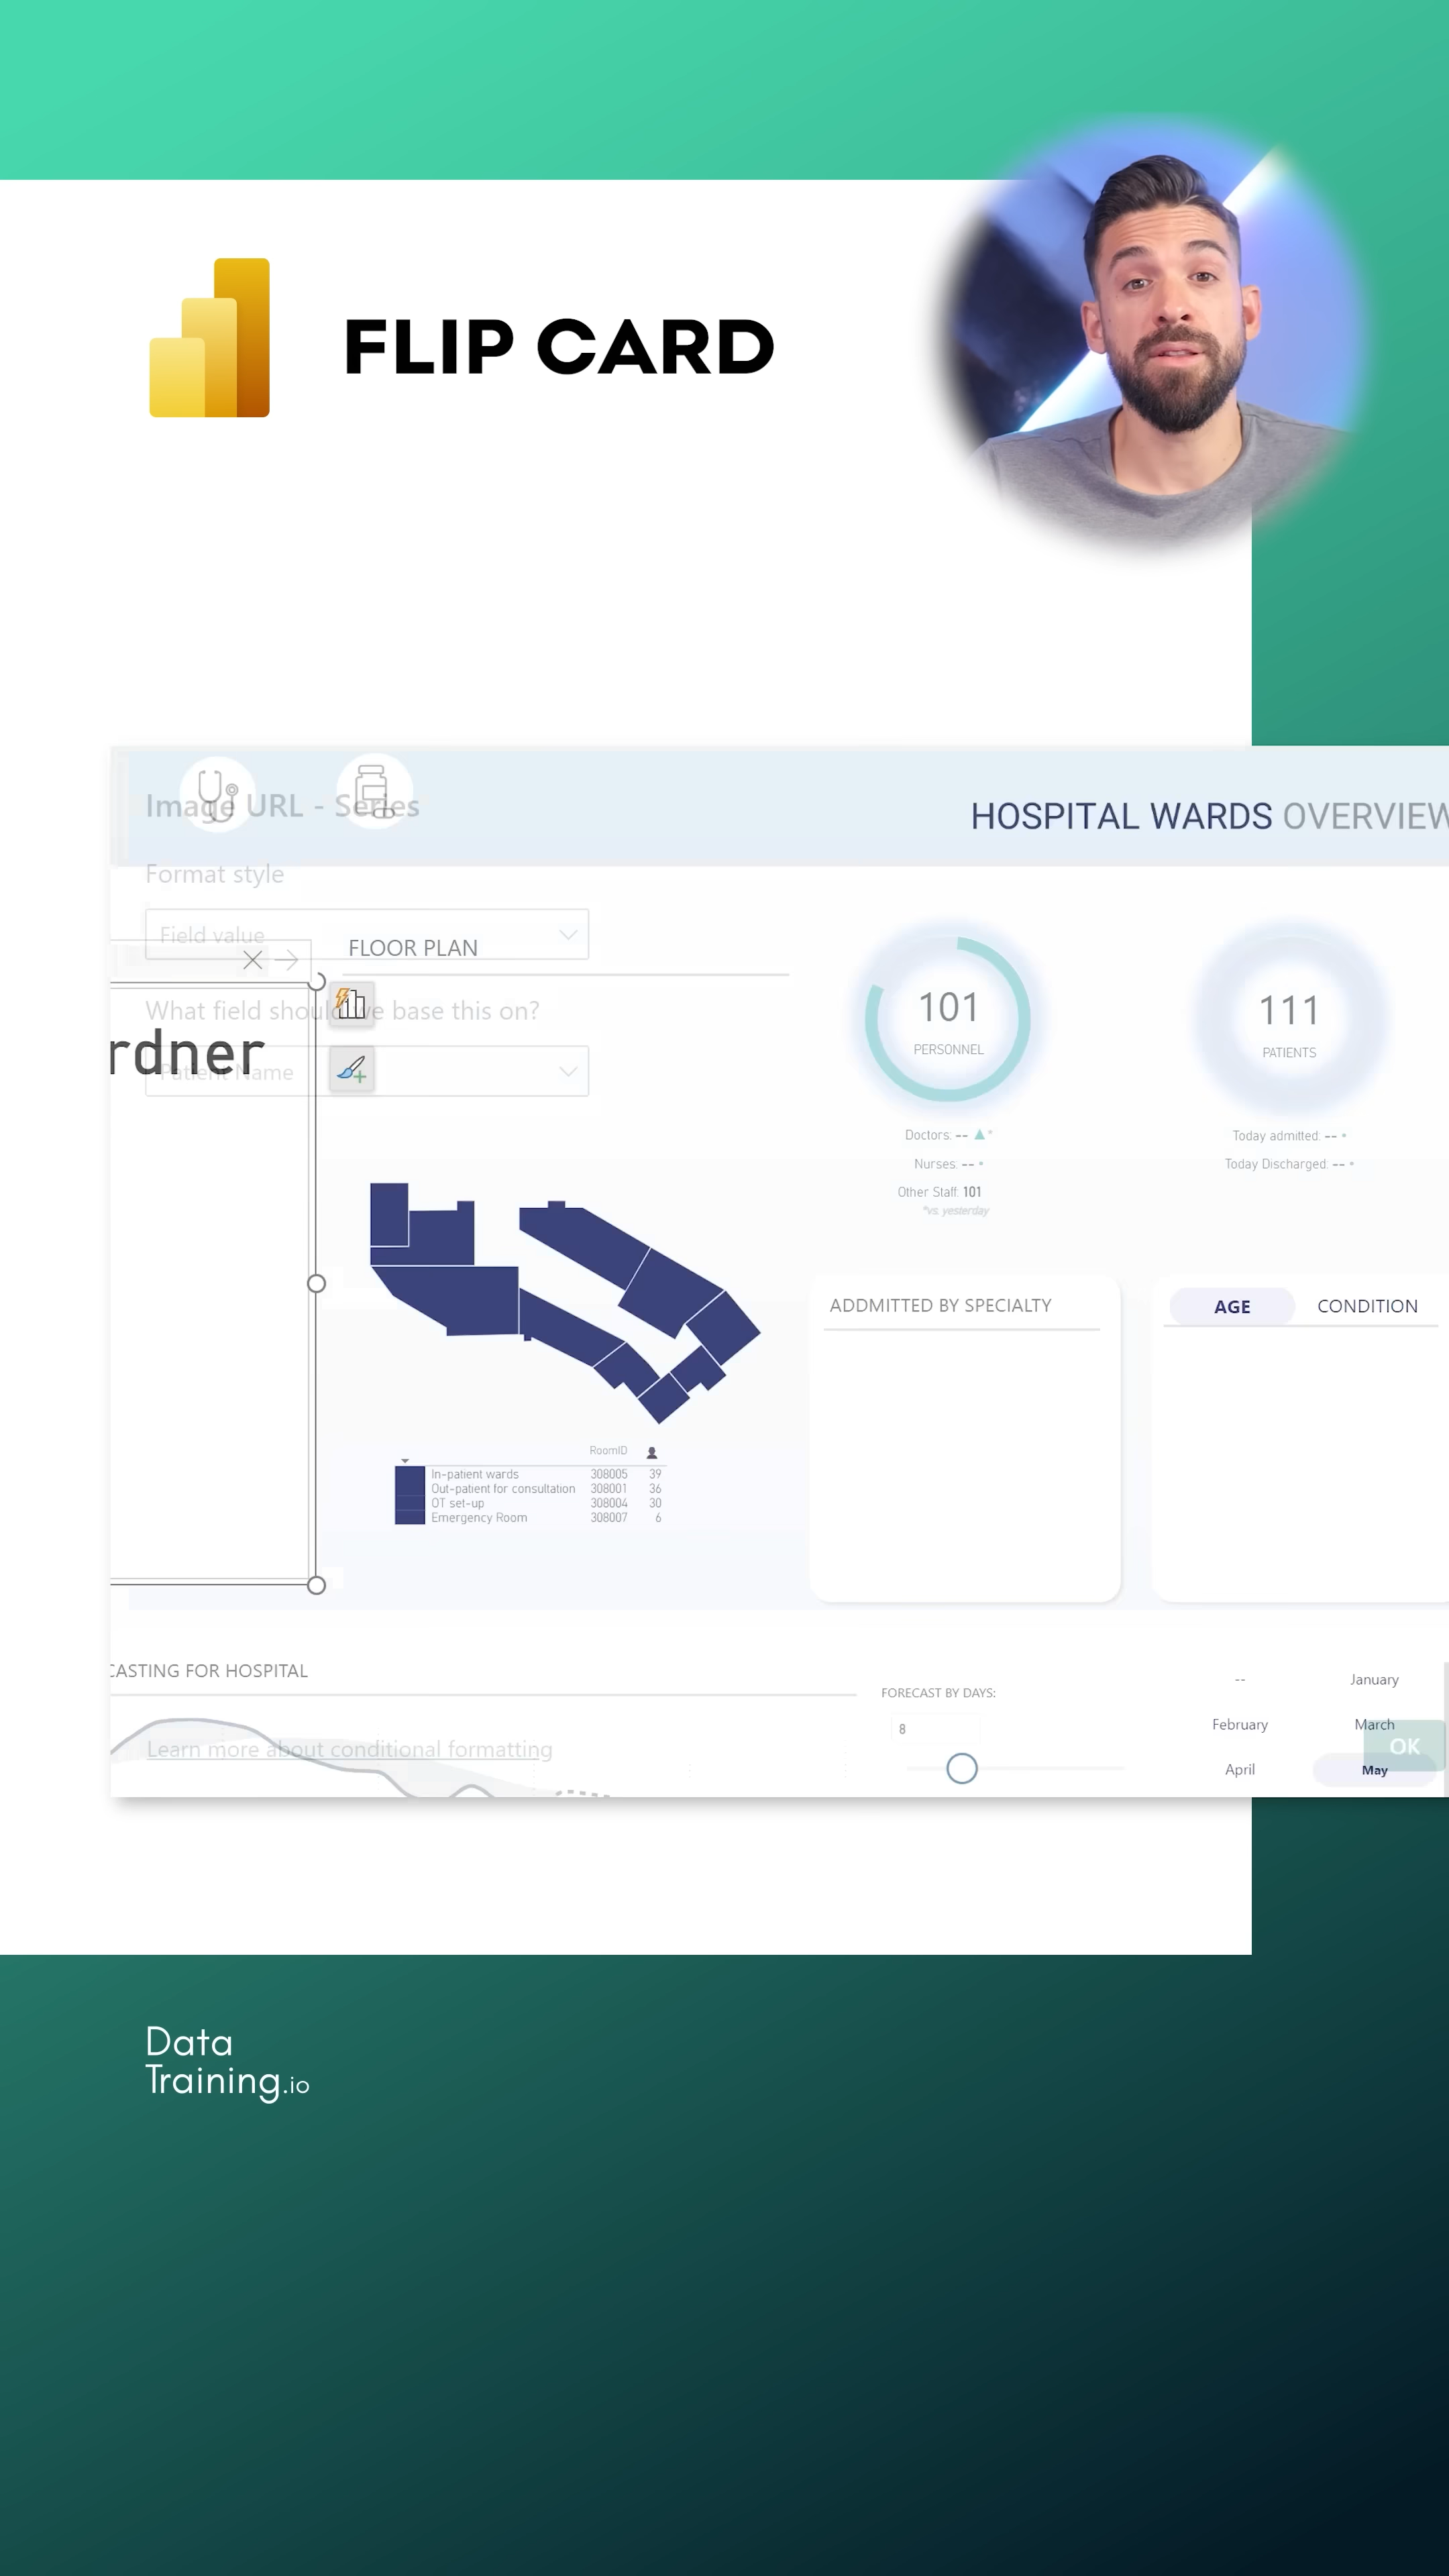 FLIP CARD
Image URL - Series
HOSPITAL WARDS OVERVIEW
Format style
Field value
FLOOR PLAN
What field should we base this on?
rdner
Patient Name
101
PERSONNEL
Doctors: -- ▲*
Nurses: -- *
Other Staff: 101
*vs. yesterday
111
PATIENTS
Today admitted: -- *
Today Discharged: -- *
ADDMITTED BY SPECIALTY
AGE CONDITION
RoomID
In-patient wards 308005 39
Out-patient for consultation 308001 36
OT set-up 308004 30
Emergency Room 308007 6
CASTING FOR HOSPITAL
FORECAST BY DAYS:
8
-- January
February March
April May
Learn more about conditional formatting
OK
Data
Training.io